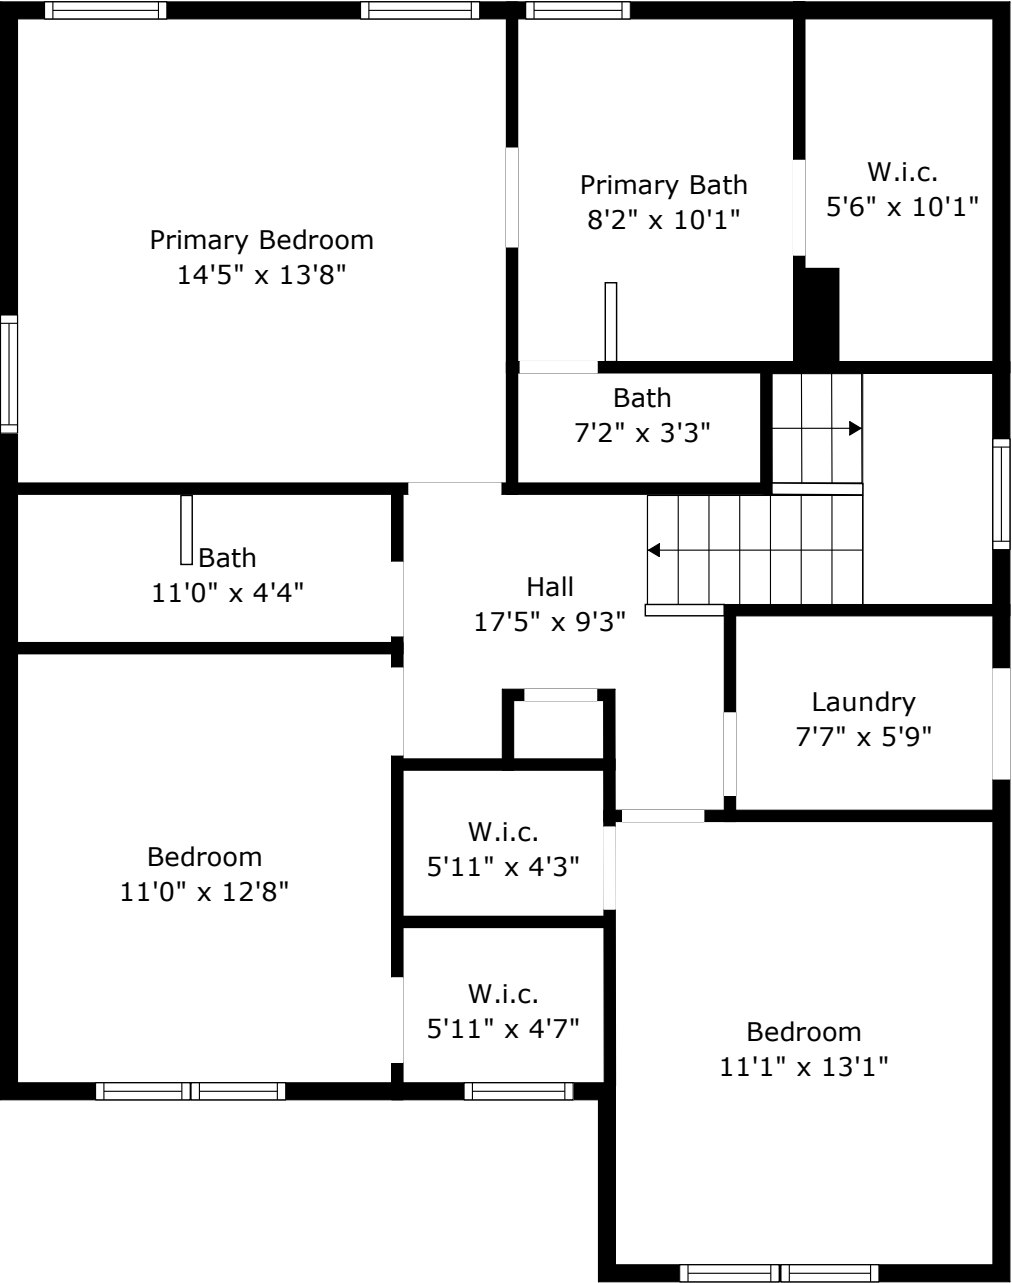 W.i.c.
5'6" x 10'1"
Primary Bath
8'2" x 10'1"
Primary Bedroom
14'5" x 13'8"
Bath
7'2" x 3'3"
Bath
11'0" x 4'4"
Hall
17'5" x 9'3"
Laundry
7'7" x 5'9"
W.i.c.
5'11" x 4'3"
Bedroom
11'0" x 12'8"
W.i.c.
5'11" x 4'7"
Bedroom
11'1" x 13'1"